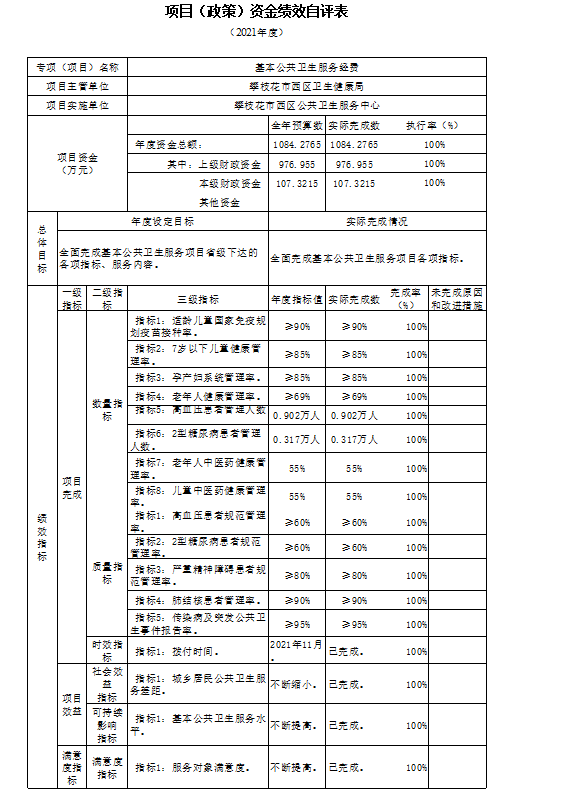 项目（政策）资金绩效自评表
（2021年度）
专项（项目）名称 基本公共卫生服务经费
项目主管单位 攀枝花市西区卫生健康局
项目实施单位 攀枝花市西区公共卫生服务中心
项目资金
（万元）
全年预算数 实际完成数 执行率（%）
年度资金总额： 1084.2765 1084.2765 100%
其中：上级财政资金 976.955 976.955 100%
本级财政资金 107.3215 107.3215 100%
其他资金
总
体
目
标
年度设定目标 实际完成情况
全面完成基本公共卫生服务项目省级下达的
各项指标、服务内容。
全面完成基本公共卫生服务项目各项指标。
绩
效
指
标
一级
指标
二级指
标
三级指标 年度指标值 实际完成数
完成率
（%）
未完成原因
和改进措施
项目
完成
数量指
标
指标1：适龄儿童国家免疫规
划疫苗接种率。
≥90% ≥90% 100%
指标2：7岁以下儿童健康管
理率。
≥85% ≥85% 100%
指标3：孕产妇系统管理率。 ≥85% ≥85% 100%
指标4：老年人健康管理率。 ≥69% ≥69% 100%
指标5：高血压患者管理人数 0.902万人 0.902万人 100%
指标6：2型糖尿病患者管理
人数。
0.317万人 0.317万人 100%
指标7：老年人中医药健康管
理率。
55% 55% 100%
指标8：儿童中医药健康管理
率。
55% 55% 100%
质量指
标
指标1：高血压患者规范管理
率。
≥60% ≥60% 100%
指标2：2型糖尿病患者规范
管理率。
≥60% ≥60% 100%
指标3：严重精神障碍患者规
范管理率。
≥80% ≥80% 100%
指标4：肺结核患者管理率。 ≥90% ≥90% 100%
指标5：传染病及突发公共卫
生事件报告率。
≥95% ≥95% 100%
时效指
标
指标1：拨付时间。
2021年11月
。
已完成。 100%
项目
效益
社会效
益
指标
指标1：城乡居民公共卫生服
务差距。
不断缩小。 已完成。 100%
可持续
影响
指标
指标1：基本公共卫生服务水
平。
不断提高。 已完成。 100%
满意
度指
标
满意度
指标
指标1：服务对象满意度。 不断提高。 已完成。 100%